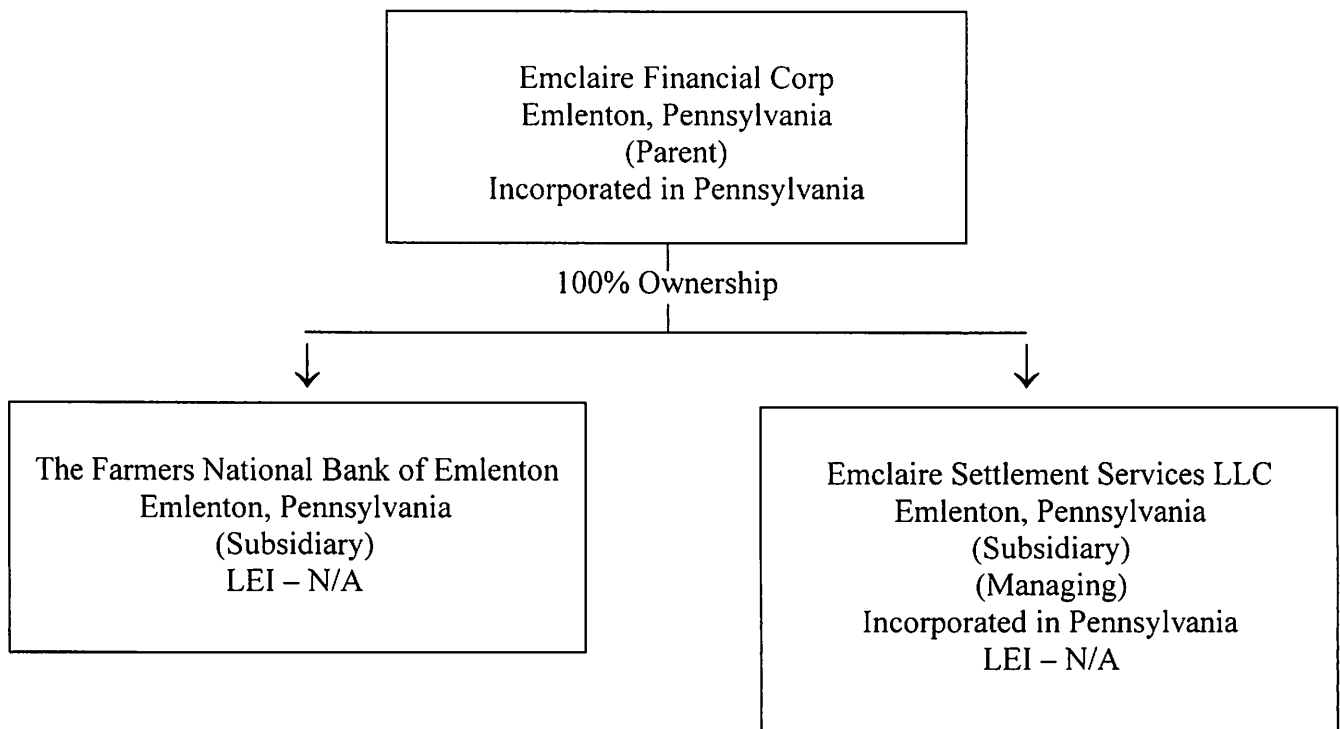 Emclaire Financial Corp
Emlenton, Pennsylvania
(Parent)
Incorporated in Pennsylvania
100% Ownership
The Farmers National Bank of Emlenton
Emlenton, Pennsylvania
(Subsidiary)
LEI – N/A
Emclaire Settlement Services LLC
Emlenton, Pennsylvania
(Subsidiary)
(Managing)
Incorporated in Pennsylvania
LEI – N/A